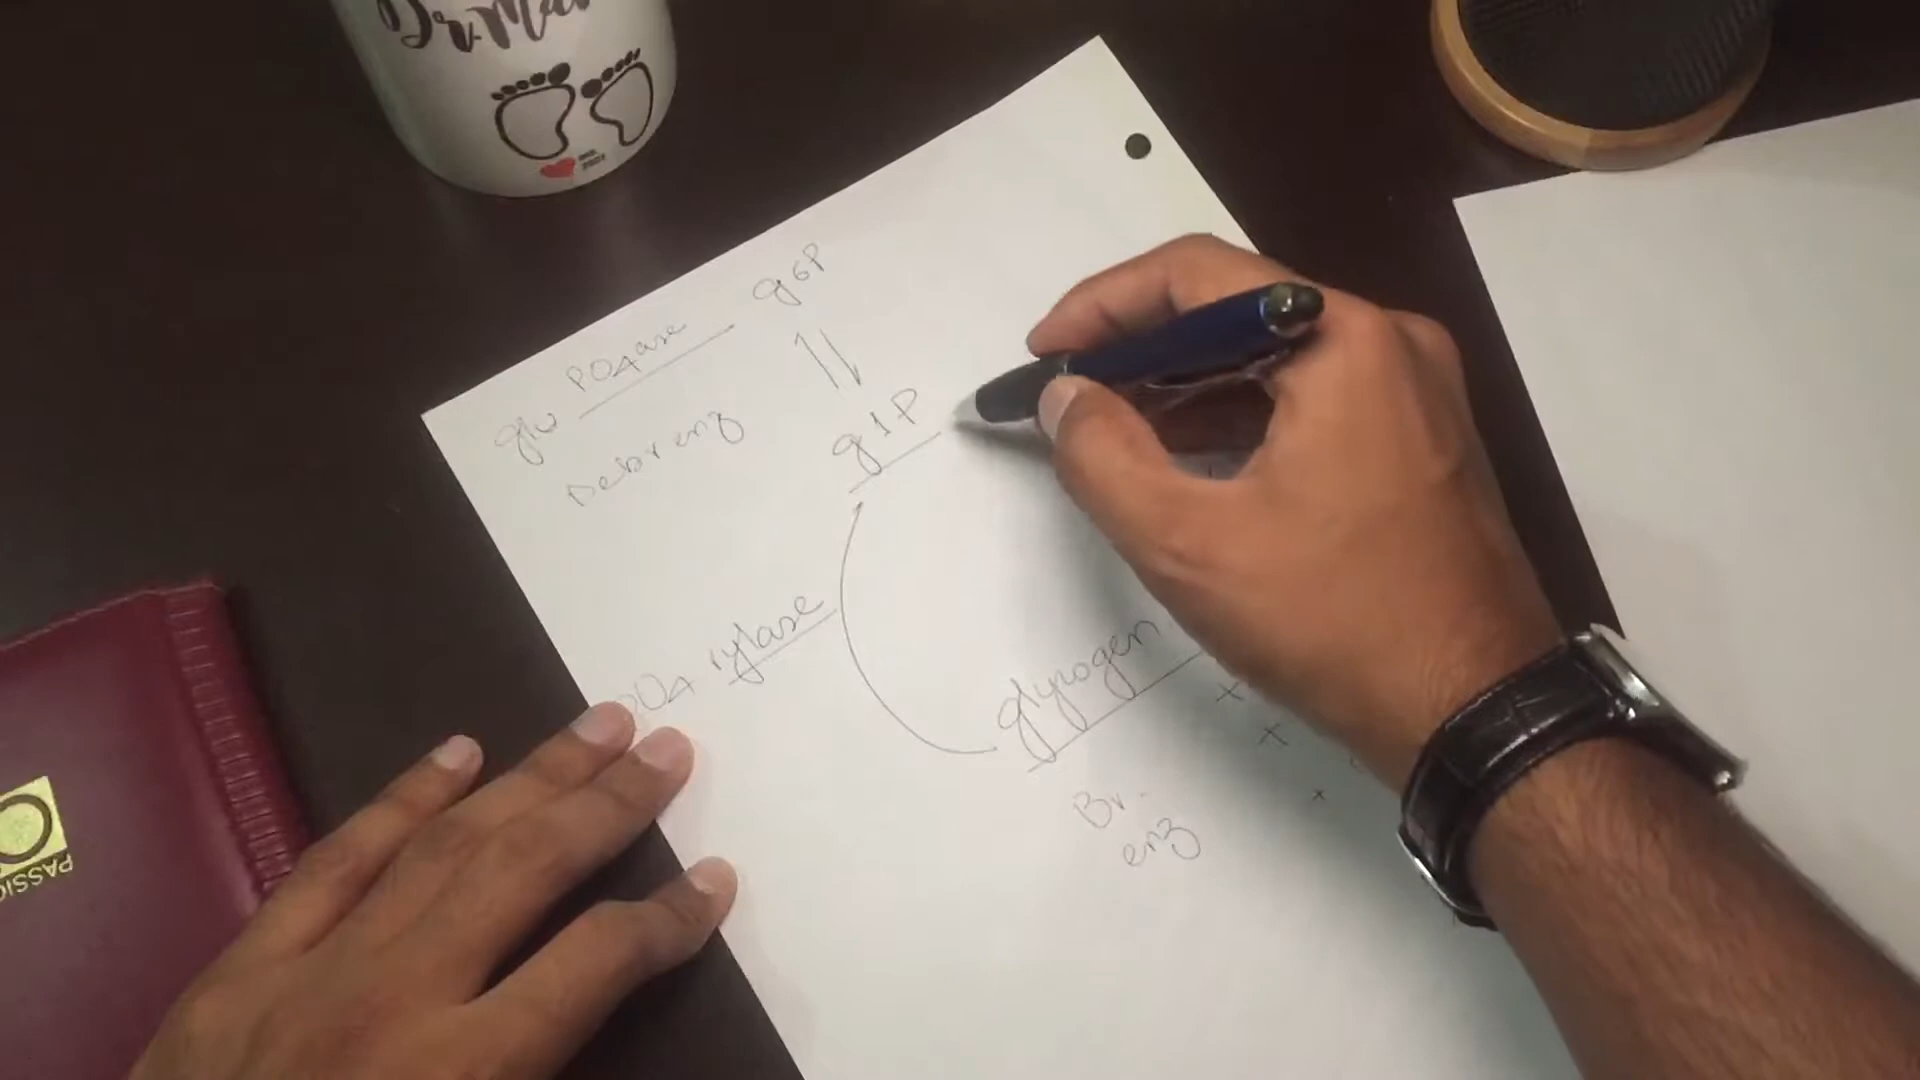 Dr.Ma
g6P
PO4ase
glu
g1P
Debr enz
PO4 rylase
glycogen
Br.
enz
PASSIO